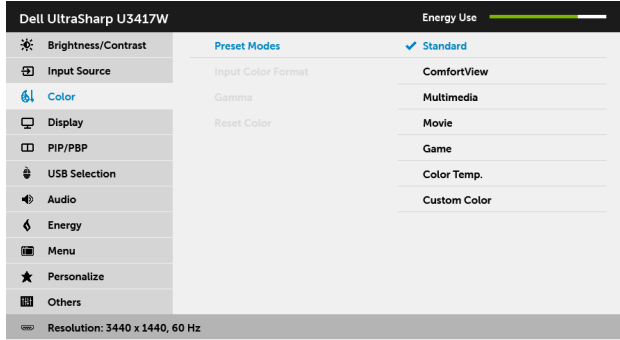 Dell UltraSharp U3417W Energy Use
Brightness/Contrast Preset Modes Standard
Input Source Input Color Format ComfortView
Color Gamma Multimedia
Display Reset Color Movie
PIP/PBP Game
USB Selection Color Temp.
Audio Custom Color
Energy
Menu
Personalize
Others
Resolution: 3440 x 1440, 60 Hz